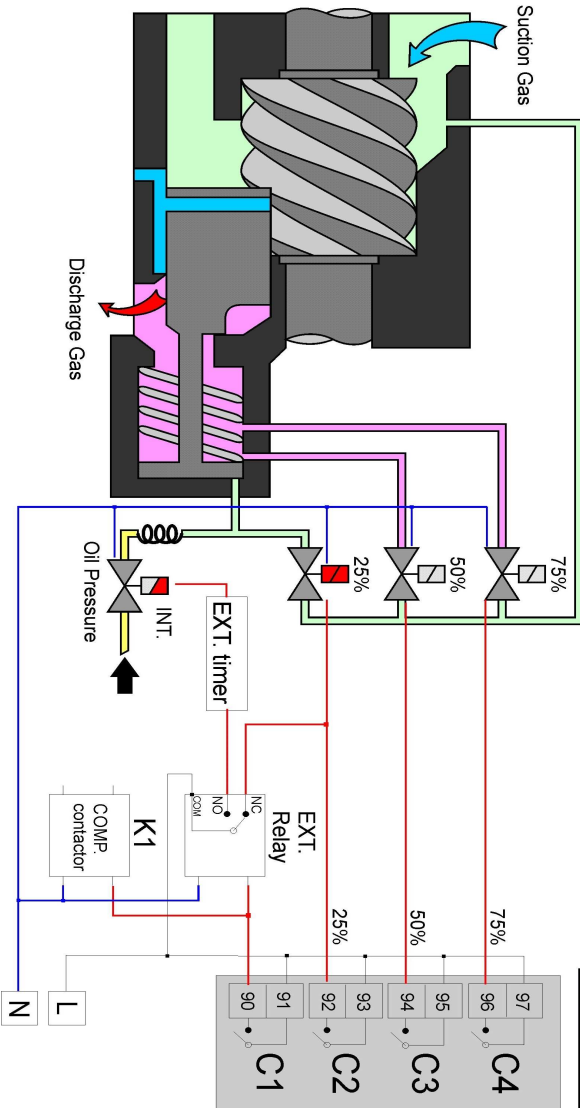 Suction Gas
Discharge Gas
Oil Pressure
INT.
25%
50%
75%
EXT. timer
EXT.
Relay
NC
NO
COM
K1
COMP.
contactor
25%
50%
75%
90
91
92
93
94
95
96
97
C1
C2
C3
C4
L
N